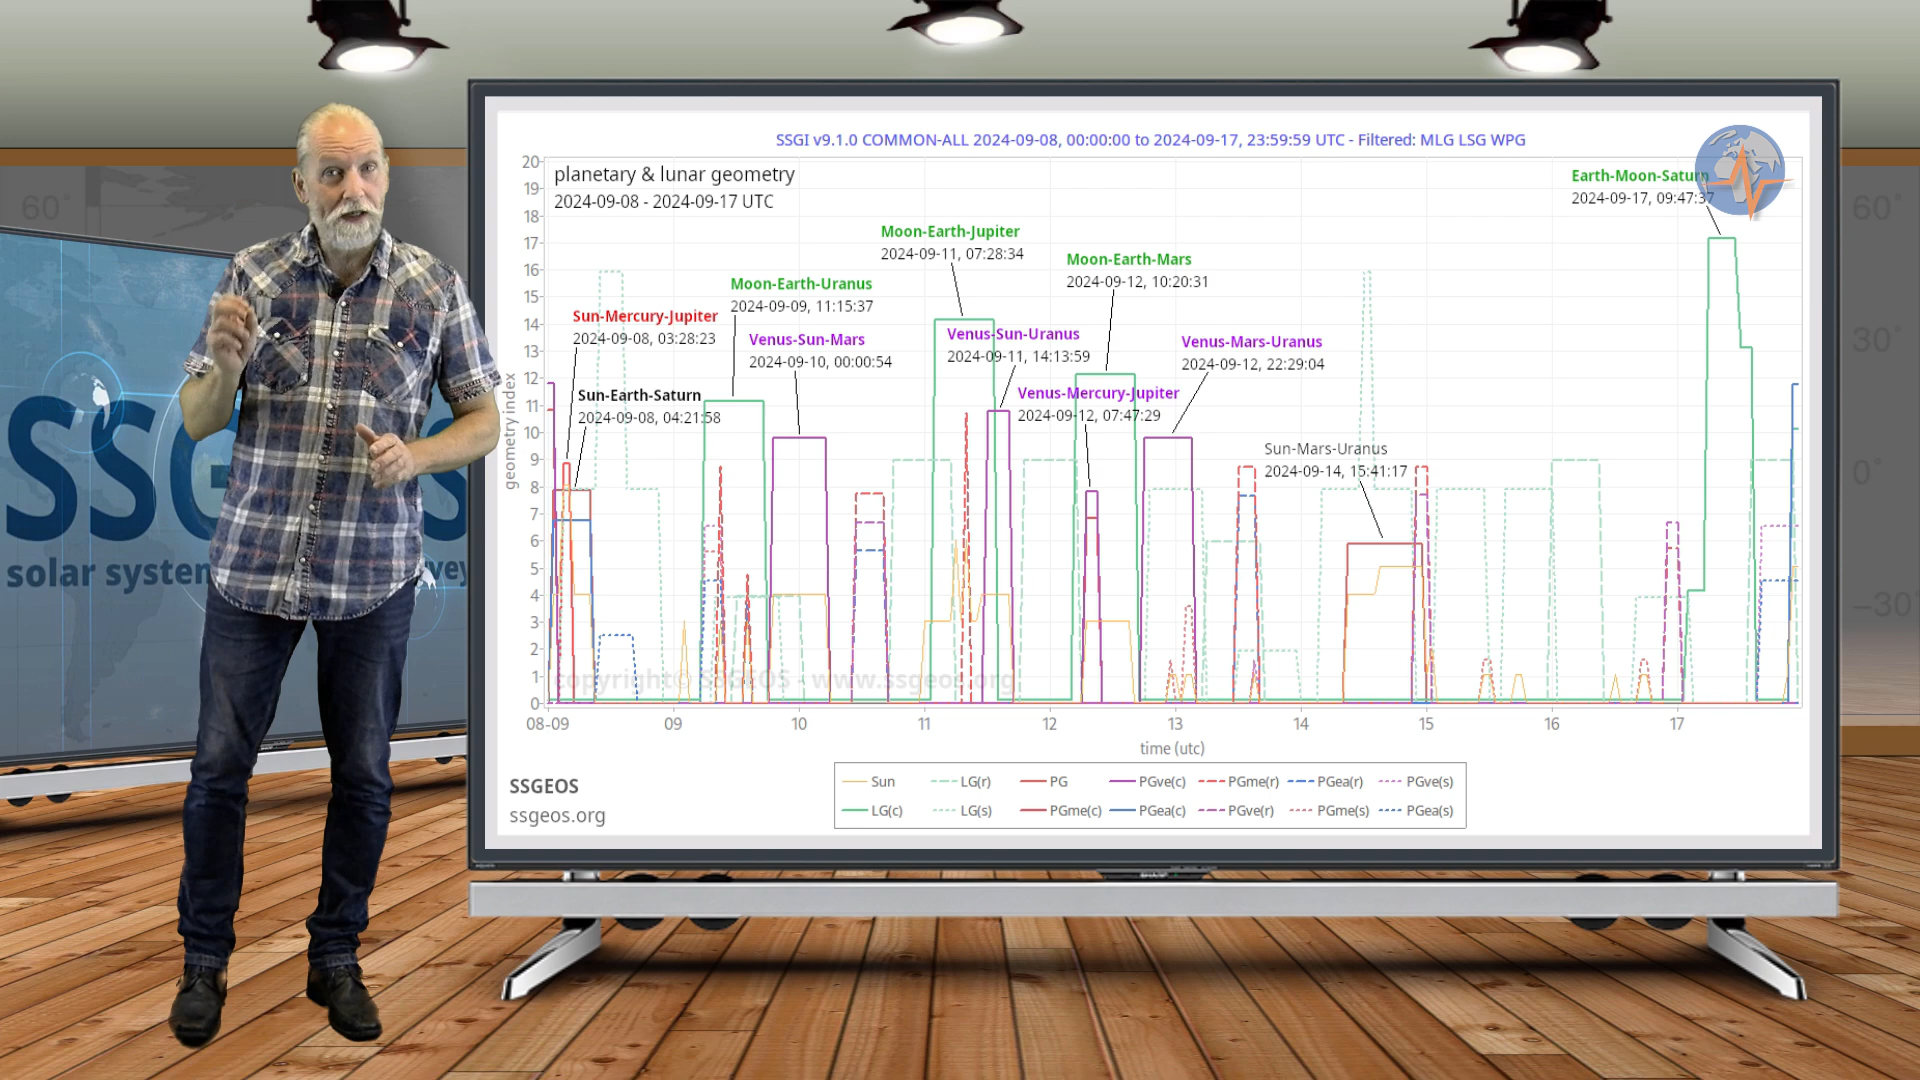 SSGI v9.1.0 COMMON-ALL 2024-09-08, 00:00:00 to 2024-09-17, 23:59:59 UTC - Filtered: MLG LSG WPG
planetary & lunar geometry
2024-09-08 - 2024-09-17 UTC
Earth-Moon-Saturn
2024-09-17, 09:47:37
Moon-Earth-Jupiter
2024-09-11, 07:28:34
Moon-Earth-Mars
2024-09-12, 10:20:31
Moon-Earth-Uranus
2024-09-09, 11:15:37
Sun-Mercury-Jupiter
2024-09-08, 03:28:23
Venus-Sun-Mars
2024-09-10, 00:00:54
Venus-Sun-Uranus
2024-09-11, 14:13:59
Venus-Mars-Uranus
2024-09-12, 22:29:04
Sun-Earth-Saturn
2024-09-08, 04:21:58
Venus-Mercury-Jupiter
2024-09-12, 07:47:29
Sun-Mars-Uranus
2024-09-14, 15:41:17
geometry index
20
19
18
17
16
15
14
13
12
11
10
9
8
7
6
5
4
3
2
1
0
08-09 09 10 11 12 13 14 15 16 17
time (utc)
copyright© SSGEOS - www.ssgeos.org
SSGEOS
ssgeos.org
Sun LG(r) PG PGve(c) PGme(r) PGea(r) PGve(s)
LG(c) LG(s) PGme(c) PGea(c) PGve(r) PGme(s) PGea(s)
60°
60°
30°
0°
-30°
SSG S
solar system vey